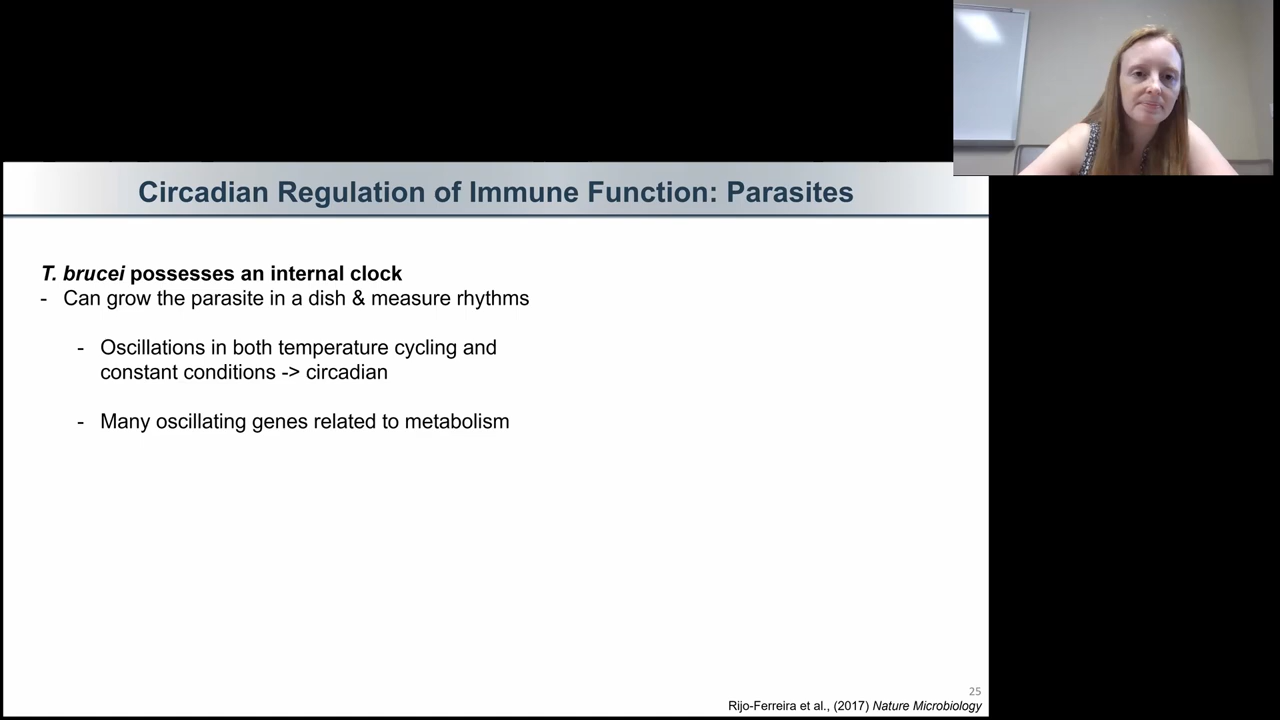 Circadian Regulation of Immune Function: Parasites
T. brucei possesses an internal clock
- Can grow the parasite in a dish & measure rhythms
- Oscillations in both temperature cycling and
constant conditions -> circadian
- Many oscillating genes related to metabolism
25
Rijo-Ferreira et al., (2017) Nature Microbiology